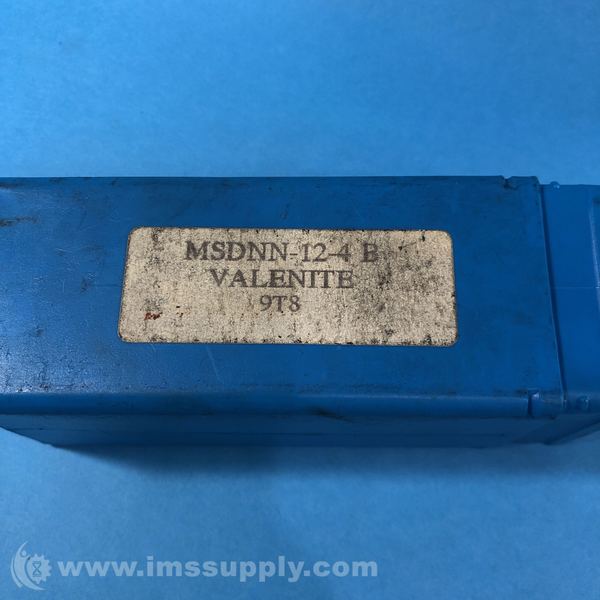 MSDNN-12-4 B
VALENITE
9T8
www.imssupply.com